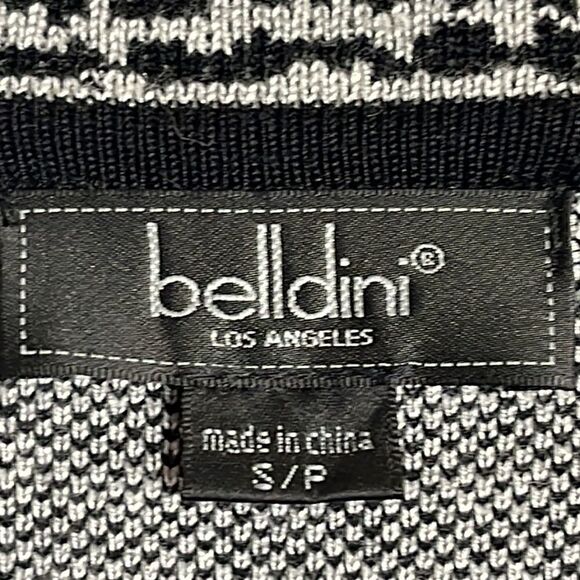 belldini®
LOS ANGELES
made in china
S/P